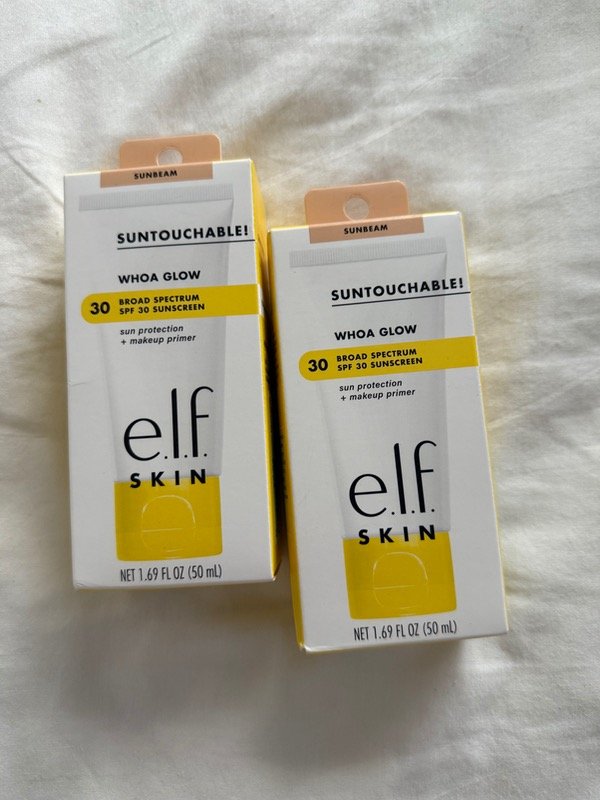 SUNBEAM
SUNTOUCHABLE!
WHOA GLOW
30 BROAD SPECTRUM
SPF 30 SUNSCREEN
sun protection
+ makeup primer
e.l.f.
SKIN
NET 1.69 FL OZ (50 mL)
SUNBEAM
SUNTOUCHABLE!
WHOA GLOW
30 BROAD SPECTRUM
SPF 30 SUNSCREEN
sun protection
+ makeup primer
e.l.f.
SKIN
NET 1.69 FL OZ (50 mL)